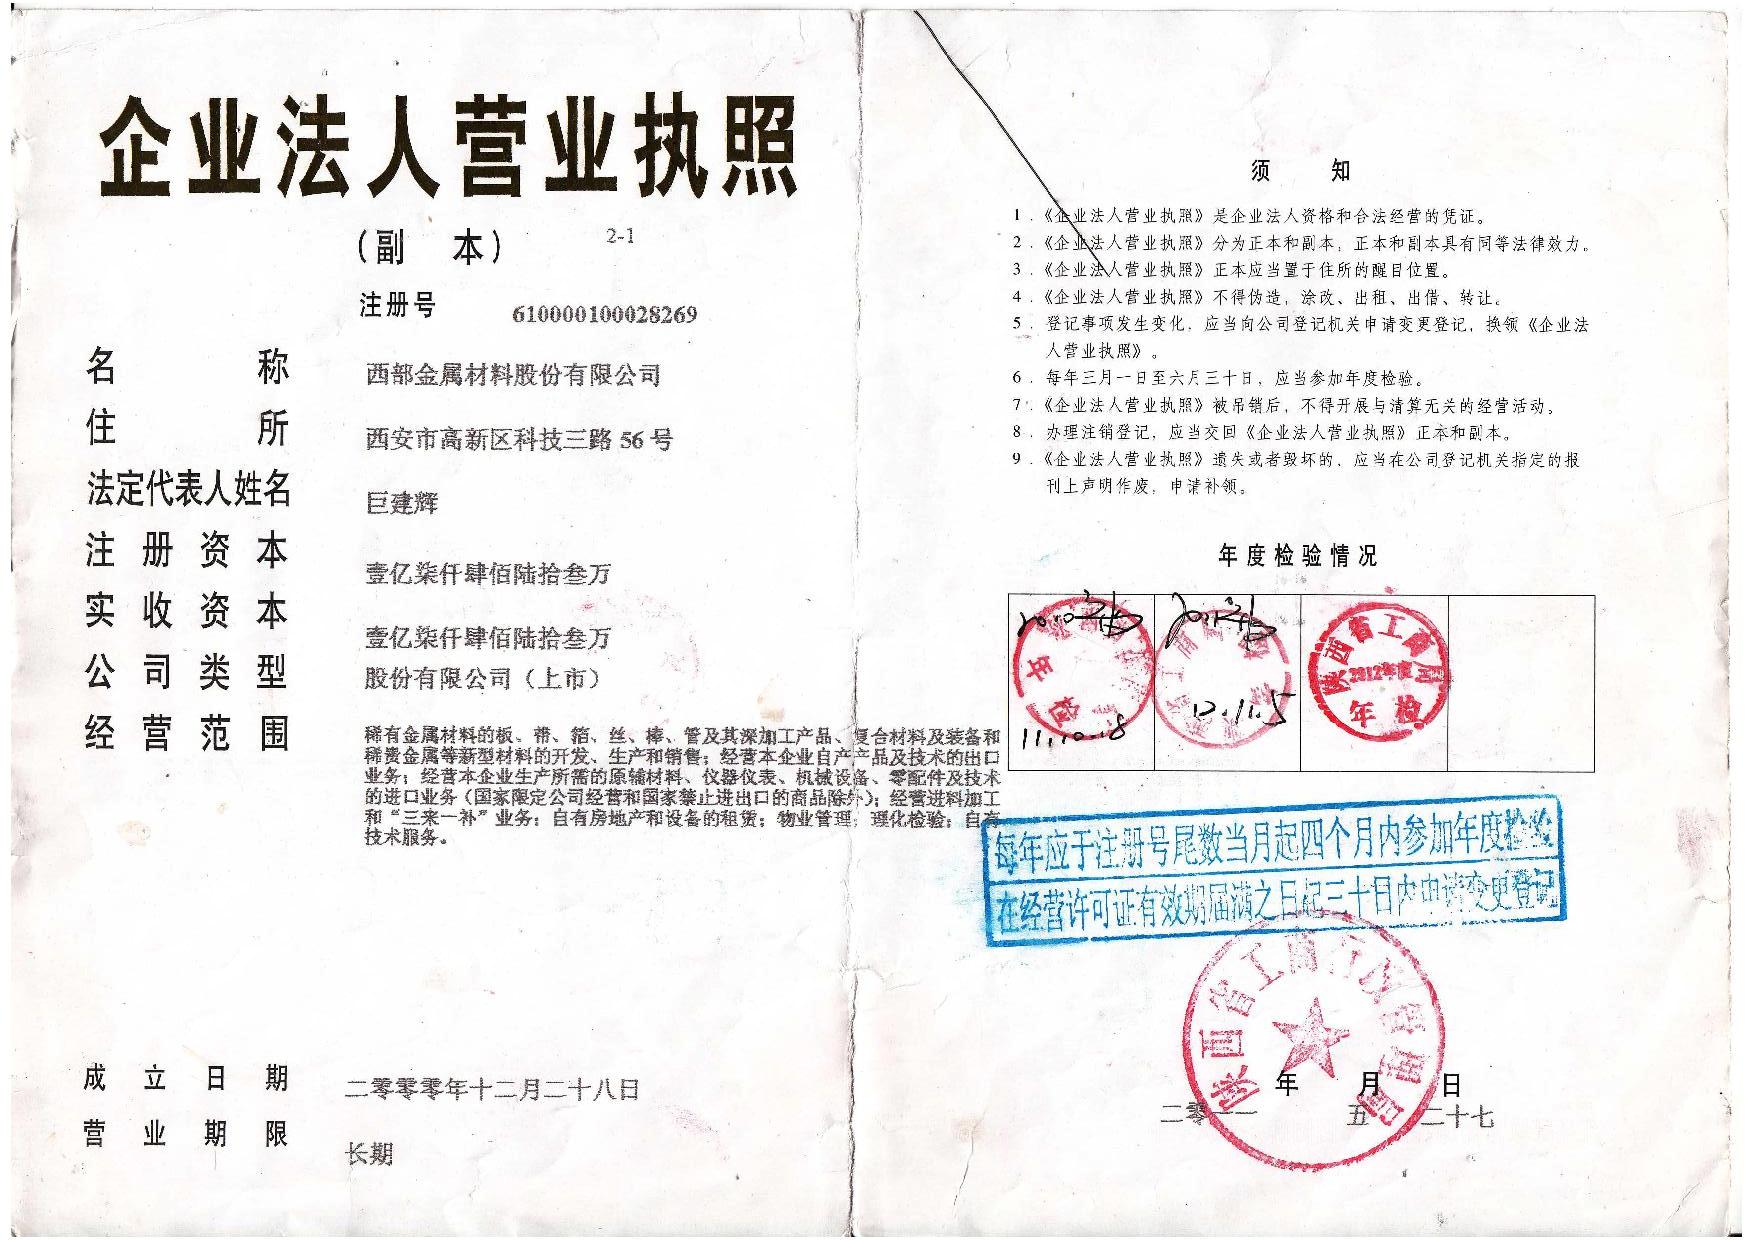 企业法人营业执照
（副 本） 2-1
注册号 610000100028269
名 称 西部金属材料股份有限公司
住 所 西安市高新区科技三路 56 号
法定代表人姓名 巨建辉
注 册 资 本 壹亿柒仟肆佰陆拾叁万
实 收 资 本 壹亿柒仟肆佰陆拾叁万
公 司 类 型 股份有限公司（上市）
经 营 范 围 稀有金属材料的板、带、箔、丝、棒、管及其深加工产品、复合材料及装备和
稀贵金属等新型材料的开发、生产和销售；经营本企业自产产品及技术的出口
业务；经营本企业生产所需的原辅材料、仪器仪表、机械设备、零配件及技术
的进口业务（国家限定公司经营和国家禁止进出口的商品除外）；经营进料加工
和“三来一补”业务；自有房地产和设备的租赁；物业管理；理化检验；自有
技术服务。
成 立 日 期 二零零零年十二月二十八日
营 业 期 限 长期
须 知
1．《企业法人营业执照》是企业法人资格和合法经营的凭证。
2．《企业法人营业执照》分为正本和副本，正本和副本具有同等法律效力。
3．《企业法人营业执照》正本应当置于住所的醒目位置。
4．《企业法人营业执照》不得伪造、涂改、出租、出借、转让。
5．登记事项发生变化，应当向公司登记机关申请变更登记，换领《企业法
人营业执照》。
6．每年三月一日至六月三十日，应当参加年度检验。
7．《企业法人营业执照》被吊销后，不得开展与清算无关的经营活动。
8．办理注销登记，应当交回《企业法人营业执照》正本和副本。
9．《企业法人营业执照》遗失或者毁坏的，应当在公司登记机关指定的报
刊上声明作废，申请补领。
年度检验情况
11.10.18
12.11.5
陕西省工商局
2012年度
年检
每年应于注册号尾数当月起四个月内参加年度检验
在经营许可证有效期届满之日起三十日内申请变更登记
陕西省工商行政管理局
年 月 日
二零一一 五 二十七